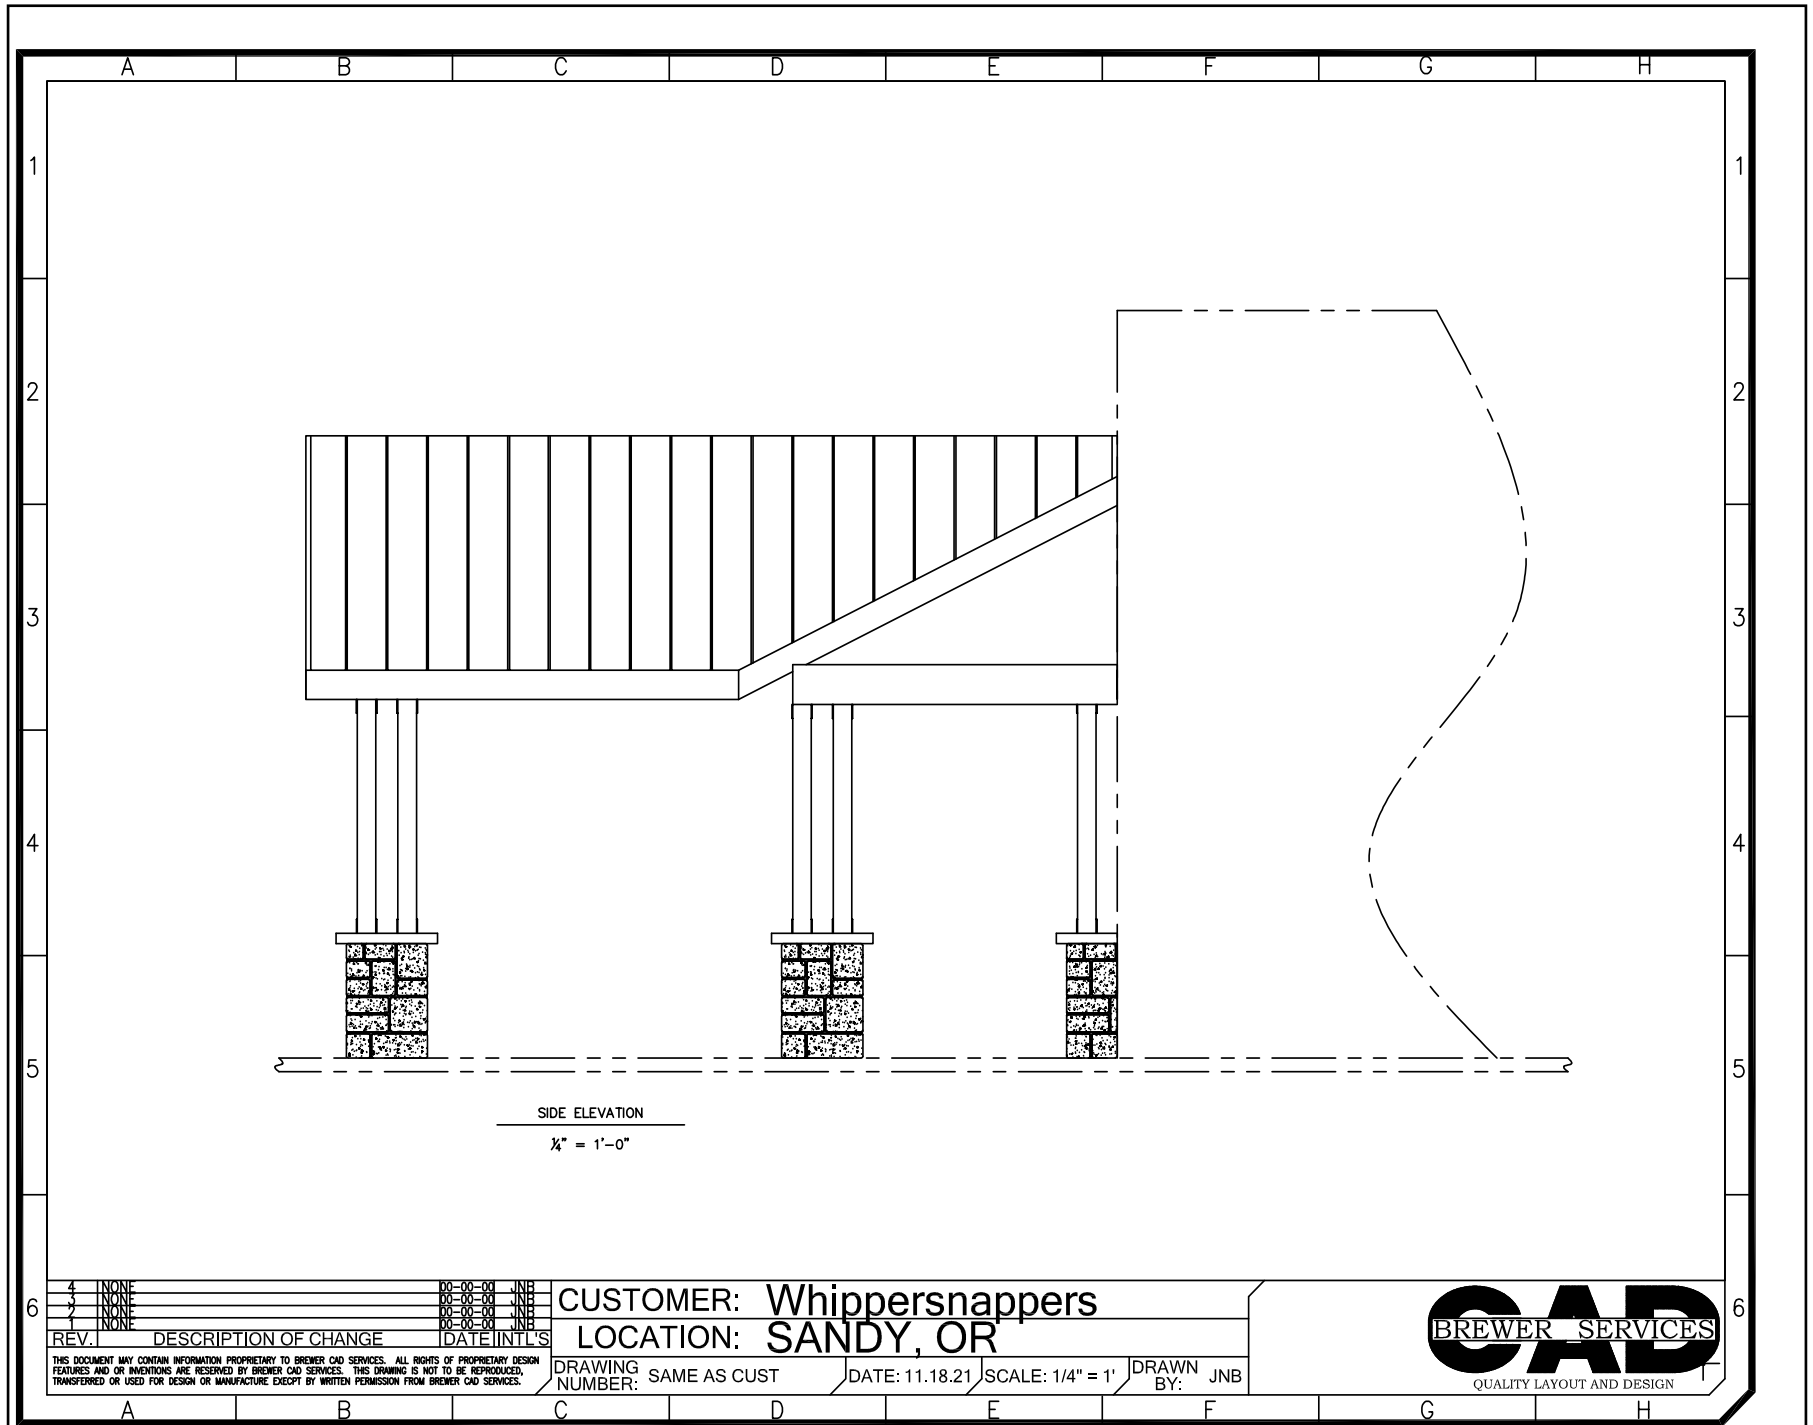 A B C D E F G H
1 1
2 2
3 3
4 4
5 5
SIDE ELEVATION
¼" = 1'-0"
6 6
4 NONE 00-00-00 JNB
3 NONE 00-00-00 JNB
2 NONE 00-00-00 JNB
1 NONE 00-00-00 JNB
REV. DESCRIPTION OF CHANGE DATE INTL'S
THIS DOCUMENT MAY CONTAIN INFORMATION PROPRIETARY TO BREWER CAD SERVICES. ALL RIGHTS OF PROPRIETARY DESIGN
FEATURES AND OR INVENTIONS ARE RESERVED BY BREWER CAD SERVICES. THIS DRAWING IS NOT TO BE REPRODUCED,
TRANSFERRED OR USED FOR DESIGN OR MANUFACTURE EXECPT BY WRITTEN PERMISSION FROM BREWER CAD SERVICES.
CUSTOMER: Whippersnappers
LOCATION: SANDY, OR
DRAWING NUMBER: SAME AS CUST
DATE: 11.18.21
SCALE: 1/4" = 1'
DRAWN BY: JNB
CAD
BREWER SERVICES
QUALITY LAYOUT AND DESIGN
A B C D E F G H